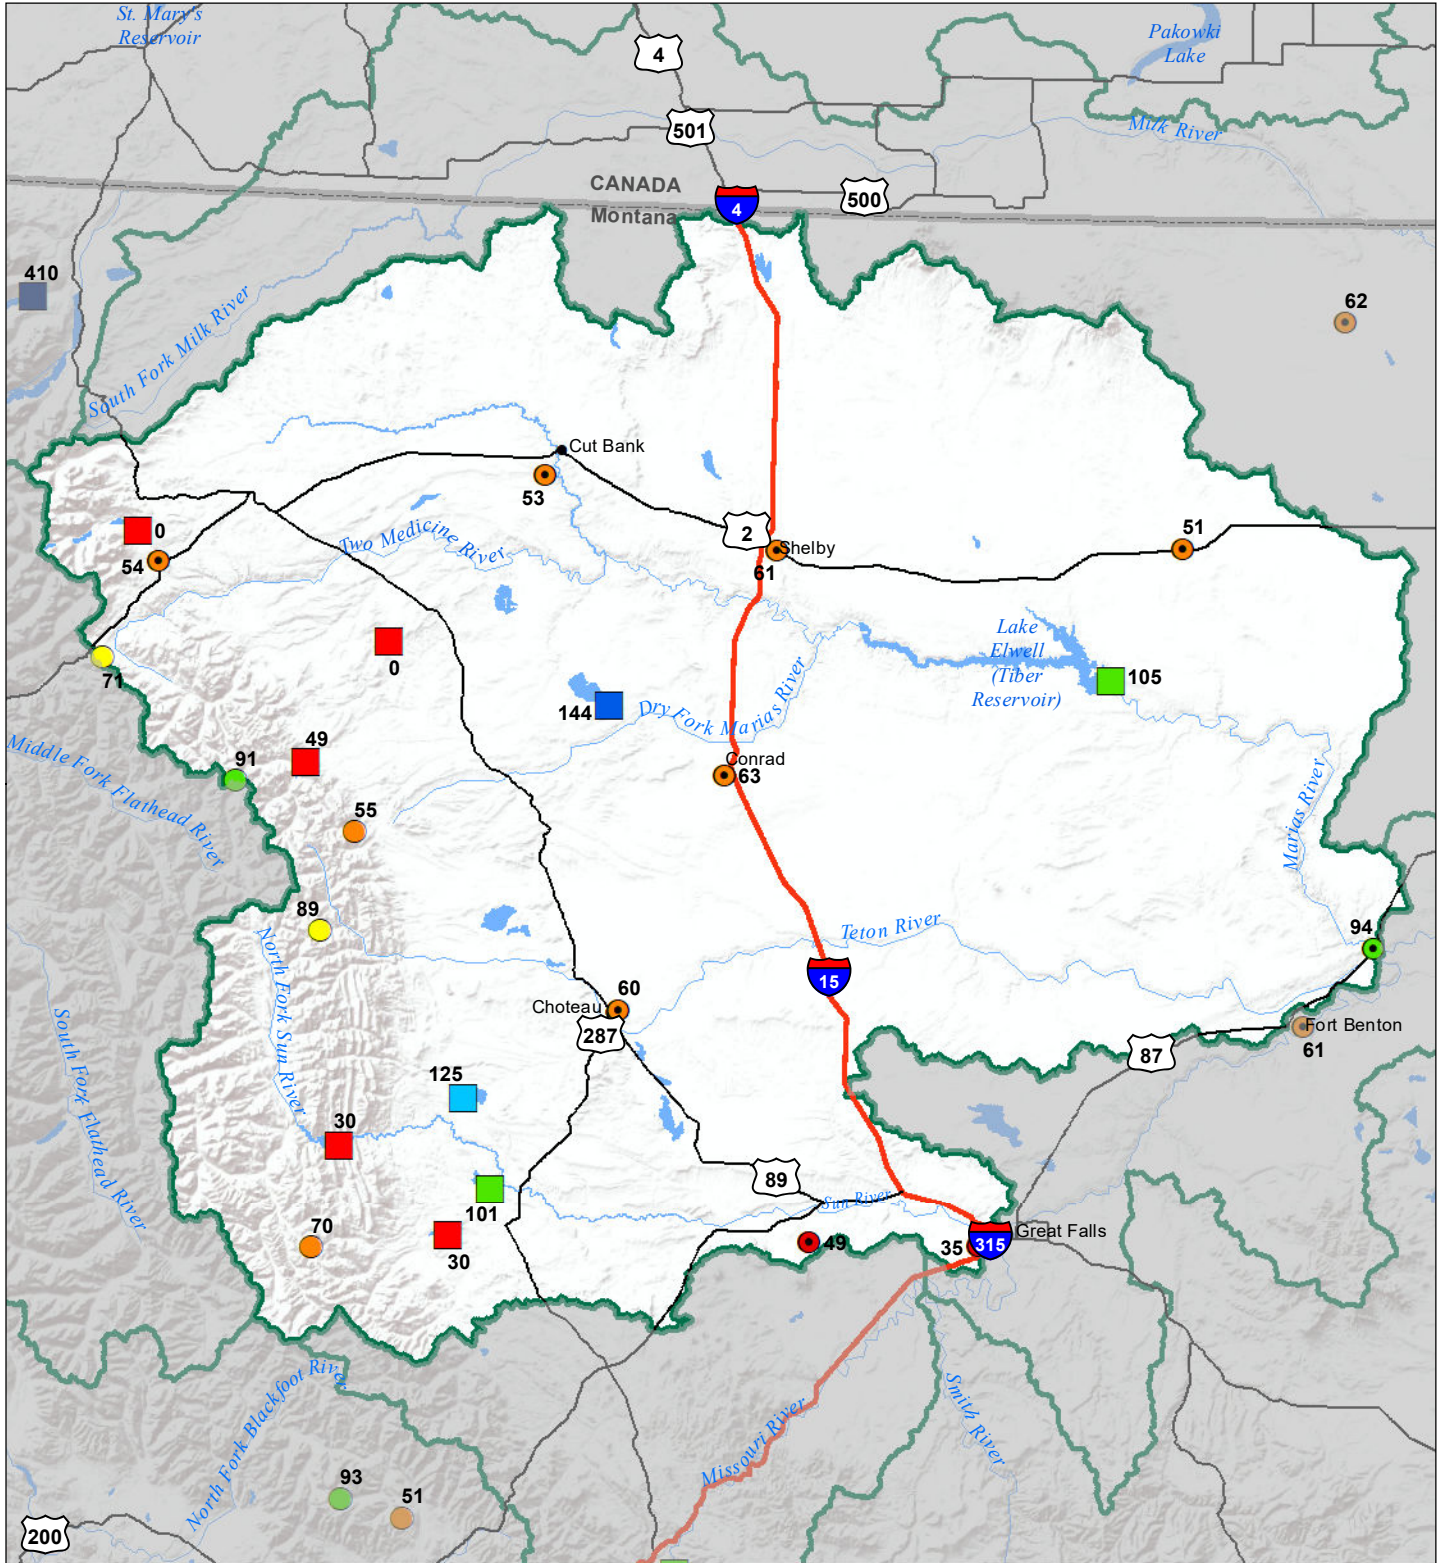 St. Mary's
Reservoir
4
Pakowki
Lake
501
Milk River
CANADA
Montana
4
500
410
62
South Fork Milk River
Cut Bank
53
0
54
Two Medicine River
2
Shelby
61
51
0
71
Lake
Elwell
(Tiber
Reservoir)
105
144
Dry Fork Marias River
Middle Fork Flathead River
91
49
Conrad
63
55
Marias River
89
North Fork Sun River
Teton River
94
15
60
Choteau
287
Fort Benton
61
87
South Fork Flathead River
125
30
101
89
Sun River
70
30
49
35
315
Great Falls
North Fork Blackfoot River
Missouri River
Smith River
93
51
200